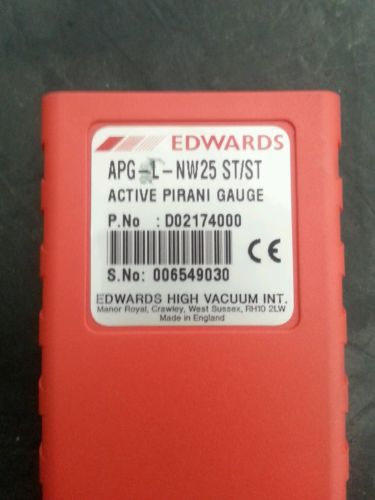 EDWARDS
APG-L-NW25 ST/ST
ACTIVE PIRANI GAUGE
P.No : D02174000
S.No: 006549030
EDWARDS HIGH VACUUM INT.
Manor Royal, Crawley, West Sussex, RH10 2LW
Made in England